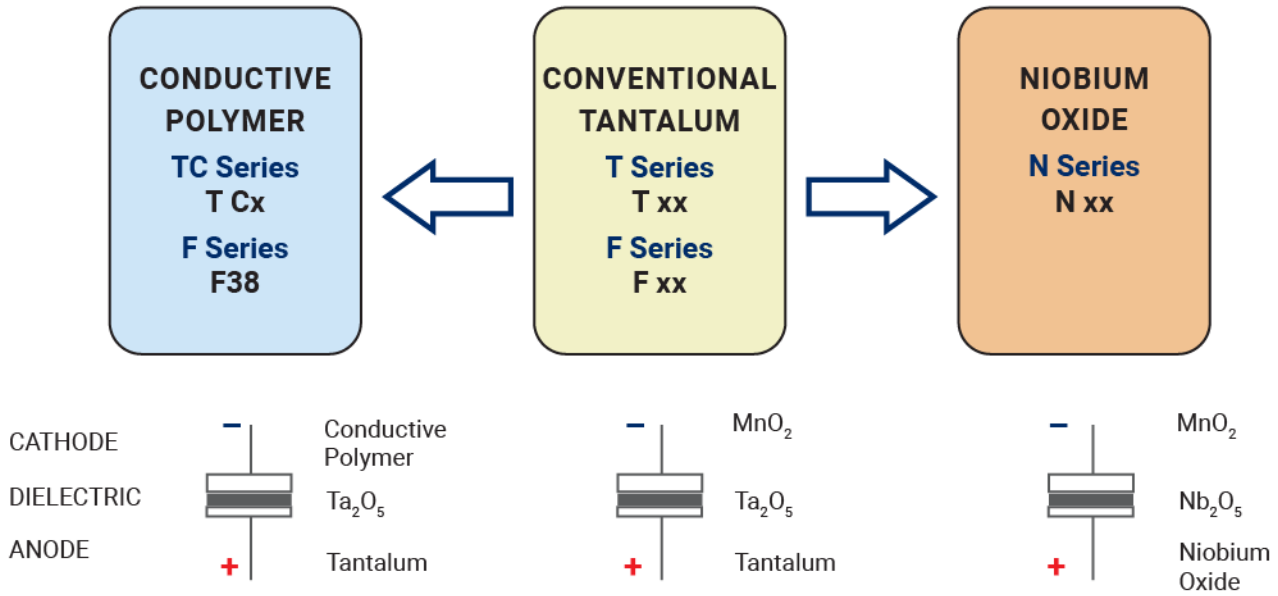 CONDUCTIVE
POLYMER
TC Series
T Cx
F Series
F38
CONVENTIONAL
TANTALUM
T Series
T xx
F Series
F xx
NIOBIUM
OXIDE
N Series
N xx
CATHODE
DIELECTRIC
ANODE
−
Conductive
Polymer
Ta₂O₅
+
Tantalum
−
MnO₂
Ta₂O₅
+
Tantalum
−
MnO₂
Nb₂O₅
+
Niobium
Oxide